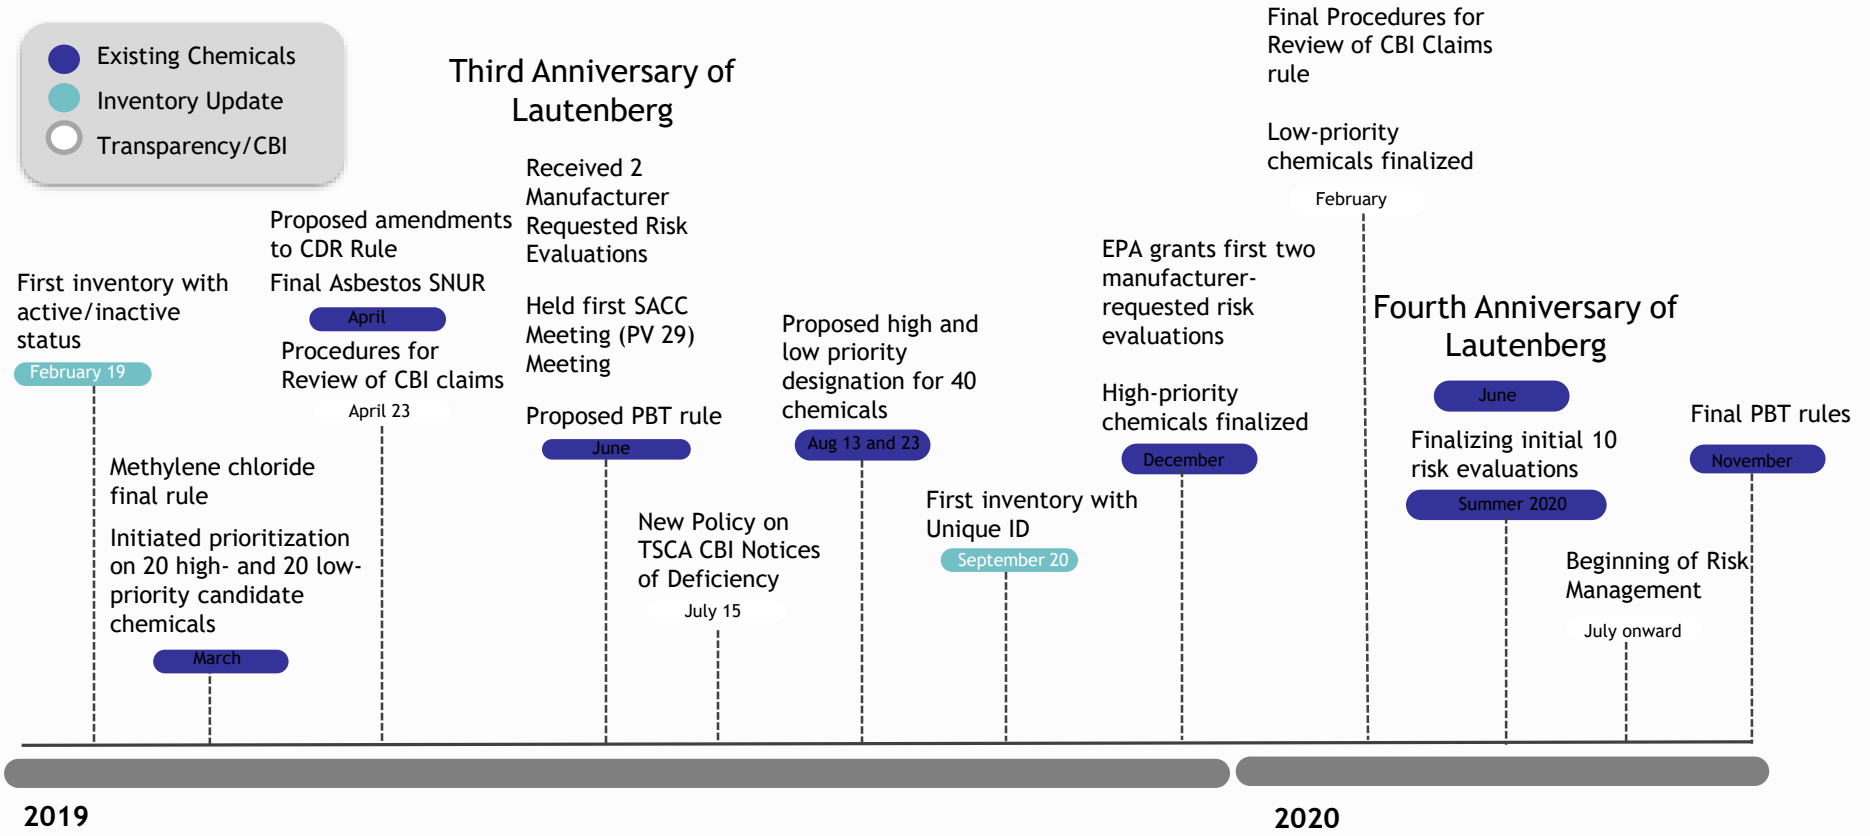 Existing Chemicals
Inventory Update
Transparency/CBI
First inventory with
active/inactive
status
February 19
Methylene chloride
final rule
Initiated prioritization
on 20 high- and 20 low-
priority candidate
chemicals
March
Proposed amendments
to CDR Rule
Final Asbestos SNUR
April
Procedures for
Review of CBI claims
April 23
Third Anniversary of
Lautenberg
Received 2
Manufacturer
Requested Risk
Evaluations
Held first SACC
Meeting (PV 29)
Meeting
Proposed PBT rule
June
New Policy on
TSCA CBI Notices
of Deficiency
July 15
Proposed high and
low priority
designation for 40
chemicals
Aug 13 and 23
First inventory with
Unique ID
September 20
EPA grants first two
manufacturer-
requested risk
evaluations
High-priority
chemicals finalized
December
Final Procedures for
Review of CBI Claims
rule
Low-priority
chemicals finalized
February
Fourth Anniversary of
Lautenberg
June
Finalizing initial 10
risk evaluations
Summer 2020
Beginning of Risk
Management
July onward
Final PBT rules
November
2019
2020